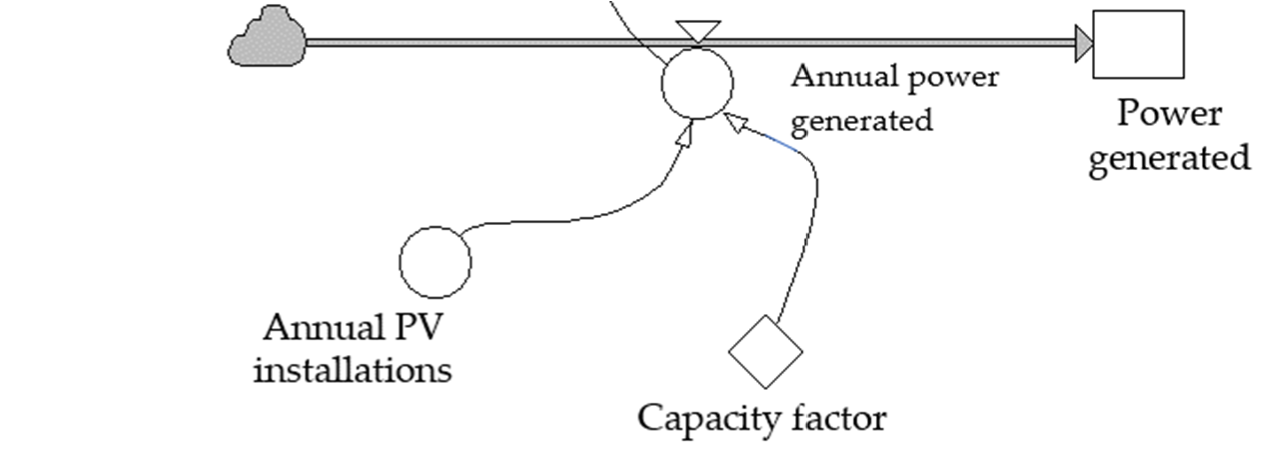 Annual power
generated
Power
generated
Annual PV
installations
Capacity factor